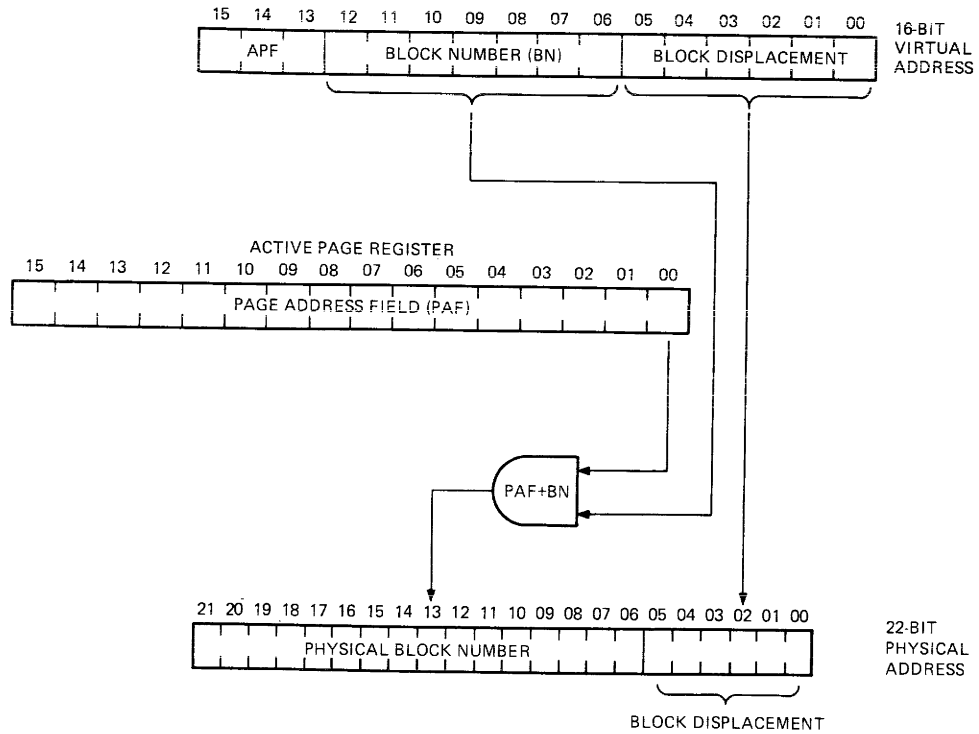 15 14 13 12 11 10 09 08 07 06 05 04 03 02 01 00
APF BLOCK NUMBER (BN) BLOCK DISPLACEMENT
16-BIT
VIRTUAL
ADDRESS
ACTIVE PAGE REGISTER
15 14 13 12 11 10 09 08 07 06 05 04 03 02 01 00
PAGE ADDRESS FIELD (PAF)
PAF+BN
21 20 19 18 17 16 15 14 13 12 11 10 09 08 07 06 05 04 03 02 01 00
PHYSICAL BLOCK NUMBER
22-BIT
PHYSICAL
ADDRESS
BLOCK DISPLACEMENT